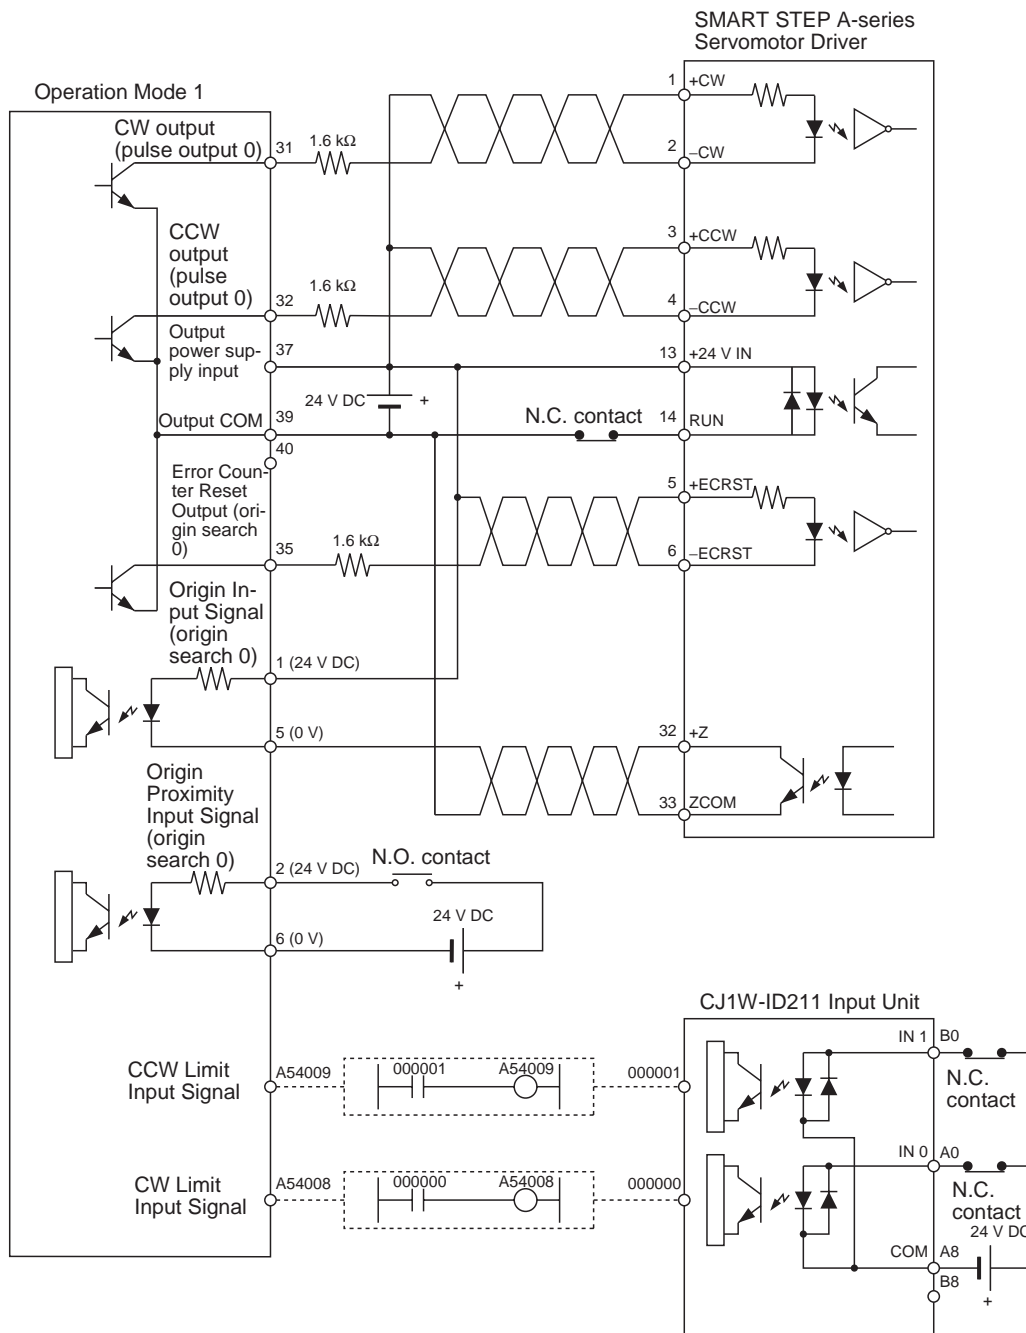 SMART STEP A-series
Servomotor Driver
Operation Mode 1
CW output
(pulse output 0)
31
1.6 kΩ
1
+CW
2
–CW
CCW
output
(pulse
output 0)
32
1.6 kΩ
3
+CCW
4
–CCW
Output
power sup-
ply input
37
13
+24 V IN
24 V DC
+
Output COM
39
N.C. contact
14
RUN
40
Error Coun-
ter Reset
Output (ori-
gin search
0)
35
1.6 kΩ
5
+ECRST
6
–ECRST
Origin In-
put Signal
(origin
search 0)
1 (24 V DC)
5 (0 V)
32
+Z
33
ZCOM
Origin
Proximity
Input Signal
(origin
search 0)
2 (24 V DC)
N.O. contact
24 V DC
6 (0 V)
+
CJ1W-ID211 Input Unit
IN 1
B0
N.C.
contact
CCW Limit
Input Signal
A54009
000001
A54009
000001
IN 0
A0
N.C.
contact
CW Limit
Input Signal
A54008
000000
A54008
000000
24 V DC
COM
A8
B8
+